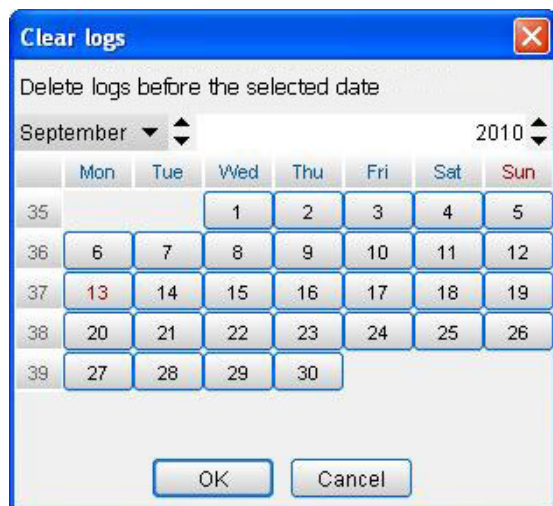 Clear logs
Delete logs before the selected date
September 2010
Mon Tue Wed Thu Fri Sat Sun
35 1 2 3 4 5
36 6 7 8 9 10 11 12
37 13 14 15 16 17 18 19
38 20 21 22 23 24 25 26
39 27 28 29 30
OK Cancel